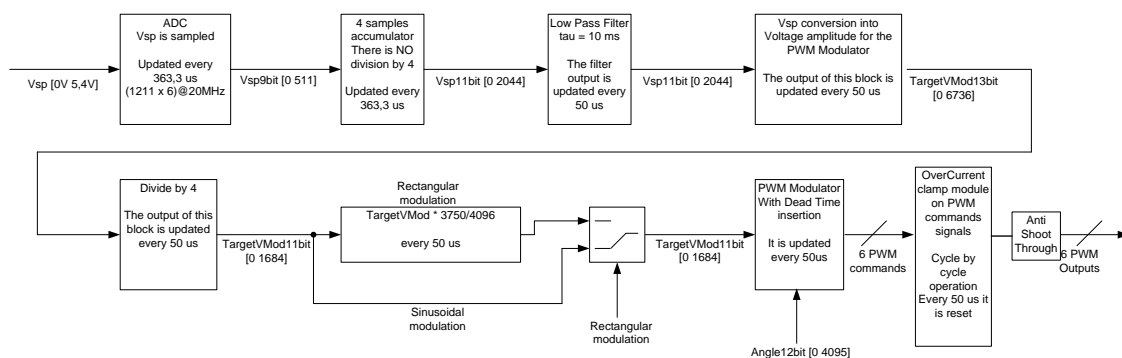 ADC
Vsp is sampled
Updated every
363,3 us
(1211 x 6)@20MHz
4 samples
accumulator
There is NO
division by 4
Updated every
363,3 us
Low Pass Filter
tau = 10 ms
The filter
output is
updated every
50 us
Vsp conversion into
Voltage amplitude for the
PWM Modulator
The output of this block is
updated every 50 us
Vsp [0V 5,4V]
Vsp9bit [0 511]
Vsp11bit [0 2044]
Vsp11bit [0 2044]
TargetVMod13bit
[0 6736]
Divide by 4
The output of this
block is updated
every 50 us
TargetVMod11bit
[0 1684]
Rectangular
modulation
TargetVMod * 3750/4096
every 50 us
Sinusoidal
modulation
Rectangular
modulation
TargetVMod11bit
[0 1684]
PWM Modulator
With Dead Time
insertion
It is updated
every 50us
Angle12bit [0 4095]
6 PWM
commands
OverCurrent
clamp module
on PWM
commands
signals
Cycle by
cycle
operation
Every 50 us it
is reset
Anti
Shoot
Through
6 PWM
Outputs